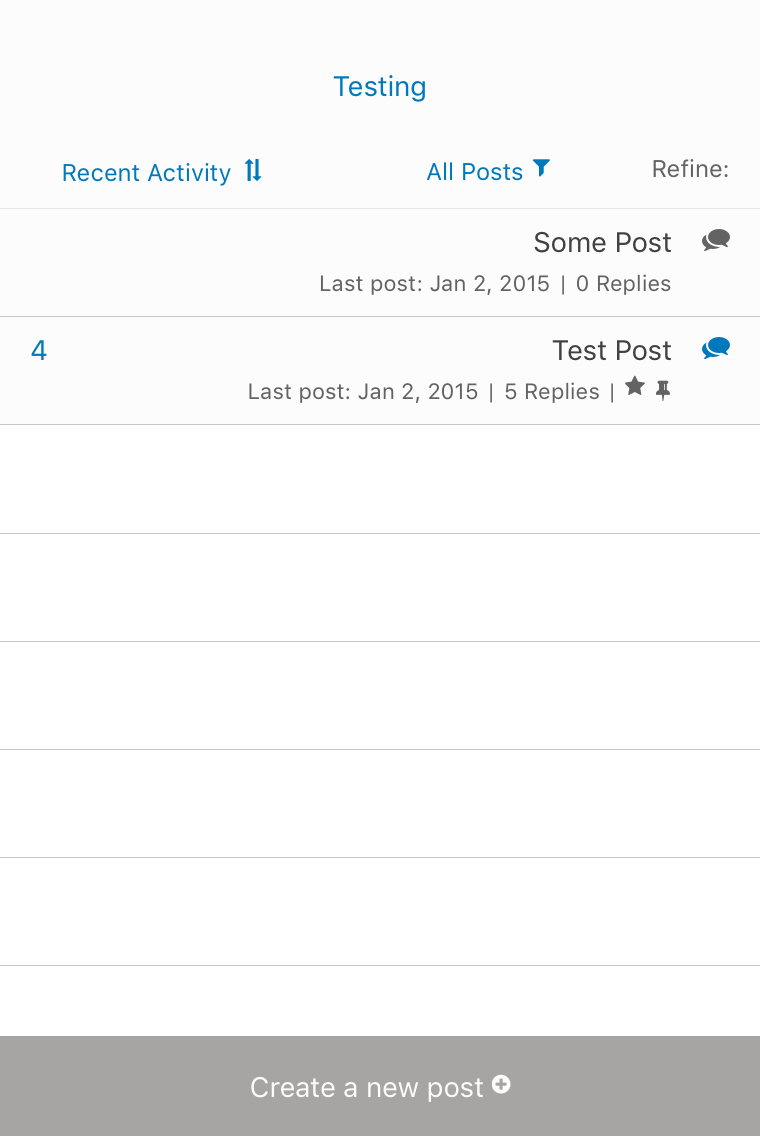 Testing
Recent Activity All Posts Refine:
Some Post
Last post: Jan 2, 2015 | 0 Replies
4 Test Post
Last post: Jan 2, 2015 | 5 Replies |
Create a new post